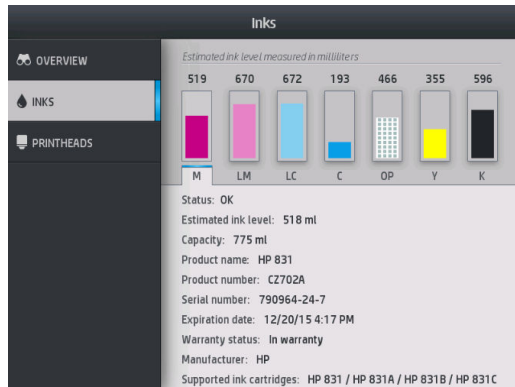 Inks
OVERVIEW
INKS
PRINTHEADS
Estimated ink level measured in milliliters
519 670 672 193 466 355 596
M LM LC C OP Y K
Status: OK
Estimated ink level: 518 ml
Capacity: 775 ml
Product name: HP 831
Product number: CZ702A
Serial number: 790964-24-7
Expiration date: 12/20/15 4:17 PM
Warranty status: In warranty
Manufacturer: HP
Supported ink cartridges: HP 831 / HP 831A / HP 831B / HP 831C